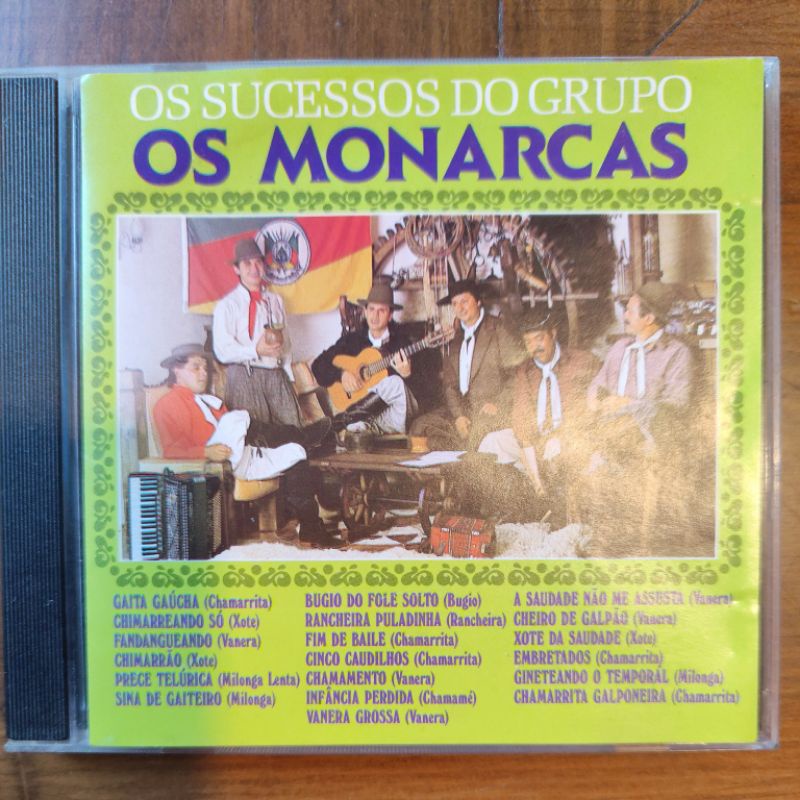 OS SUCESSOS DO GRUPO
OS MONARCAS
GAITA GAÚCHA (Chamarrita)
CHIMARREANDO SÓ (Xote)
FANDANGUEANDO (Vanera)
CHIMARRÃO (Xote)
PRECE TELÚRICA (Milonga Lenta)
SINA DE GAITEIRO (Milonga)
BUGIO DO FOLE SOLTO (Bugio)
RANCHEIRA PULADINHA (Rancheira)
FIM DE BAILE (Chamarrita)
CINCO CAUDILHOS (Chamarrita)
CHAMAMENTO (Vanera)
INFÂNCIA PERDIDA (Chamamé)
VANERA GROSSA (Vanera)
A SAUDADE NÃO ME ASSUSTA (Vanera)
CHEIRO DE GALPÃO (Vanera)
XOTE DA SAUDADE (Xote)
EMBRETADOS (Chamarrita)
GINETEANDO O TEMPORAL (Milonga)
CHAMARRITA GALPONEIRA (Chamarrita)